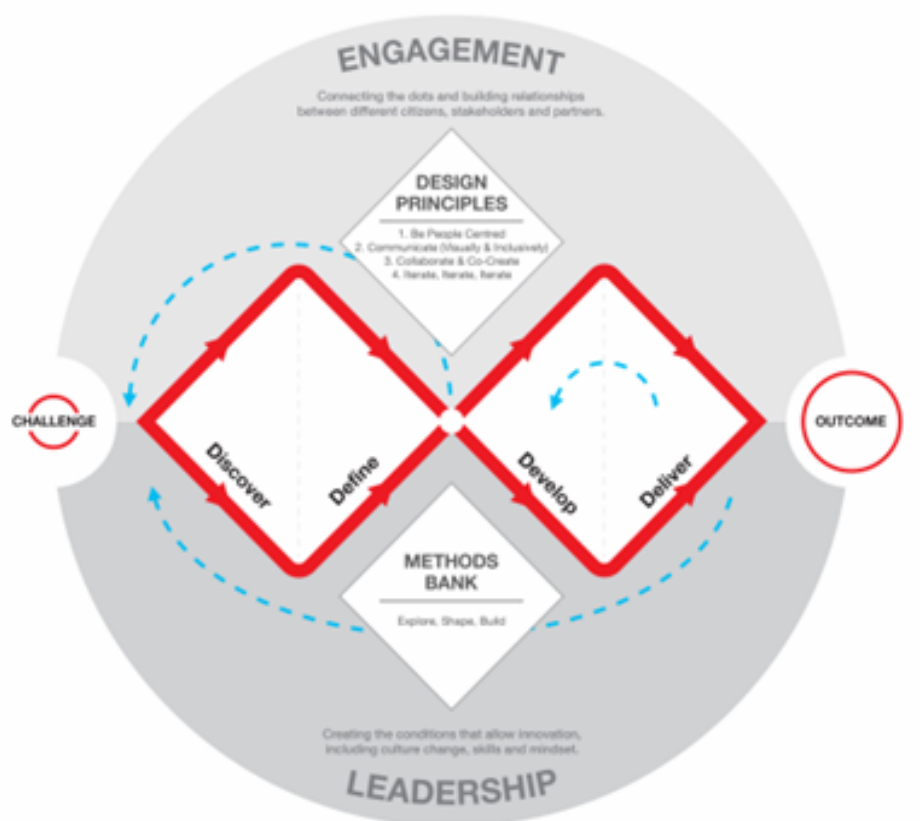 ENGAGEMENT
Connecting the dots and building relationships
between different citizens, stakeholders and partners.
DESIGN
PRINCIPLES
1. Be People Centred
2. Communicate (Visually & Inclusively)
3. Collaborate & Co-Create
4. Iterate, Iterate, Iterate
CHALLENGE
Discover
Define
Develop
Deliver
OUTCOME
METHODS
BANK
Explore, Shape, Build
Creating the conditions that allow innovation,
including culture change, skills and mindset.
LEADERSHIP